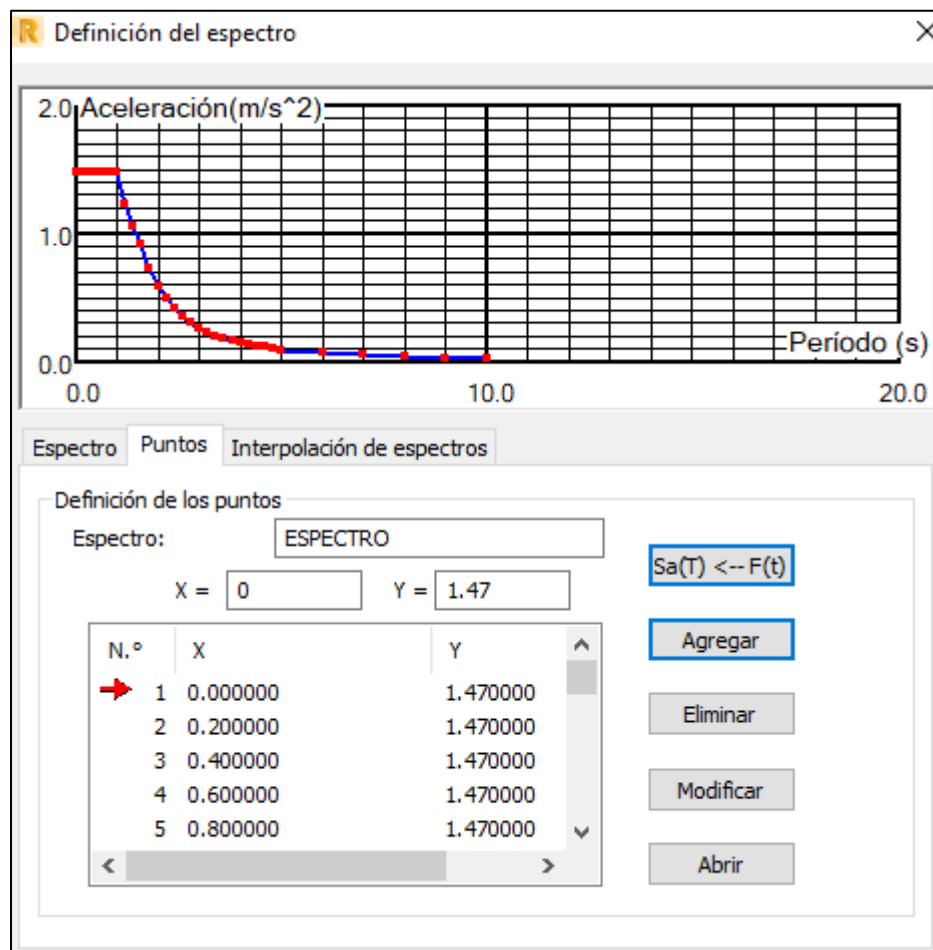 R Definición del espectro
2.0 Aceleración(m/s^2)
1.0
Período (s)
0.0
0.0 10.0 20.0
Espectro Puntos Interpolación de espectros
Definición de los puntos
Espectro: ESPECTRO
Sa(T) <-- F(t)
X = 0 Y = 1.47
N.º X Y
Agregar
1 0.000000 1.470000
2 0.200000 1.470000
Eliminar
3 0.400000 1.470000
4 0.600000 1.470000
Modificar
5 0.800000 1.470000
Abrir